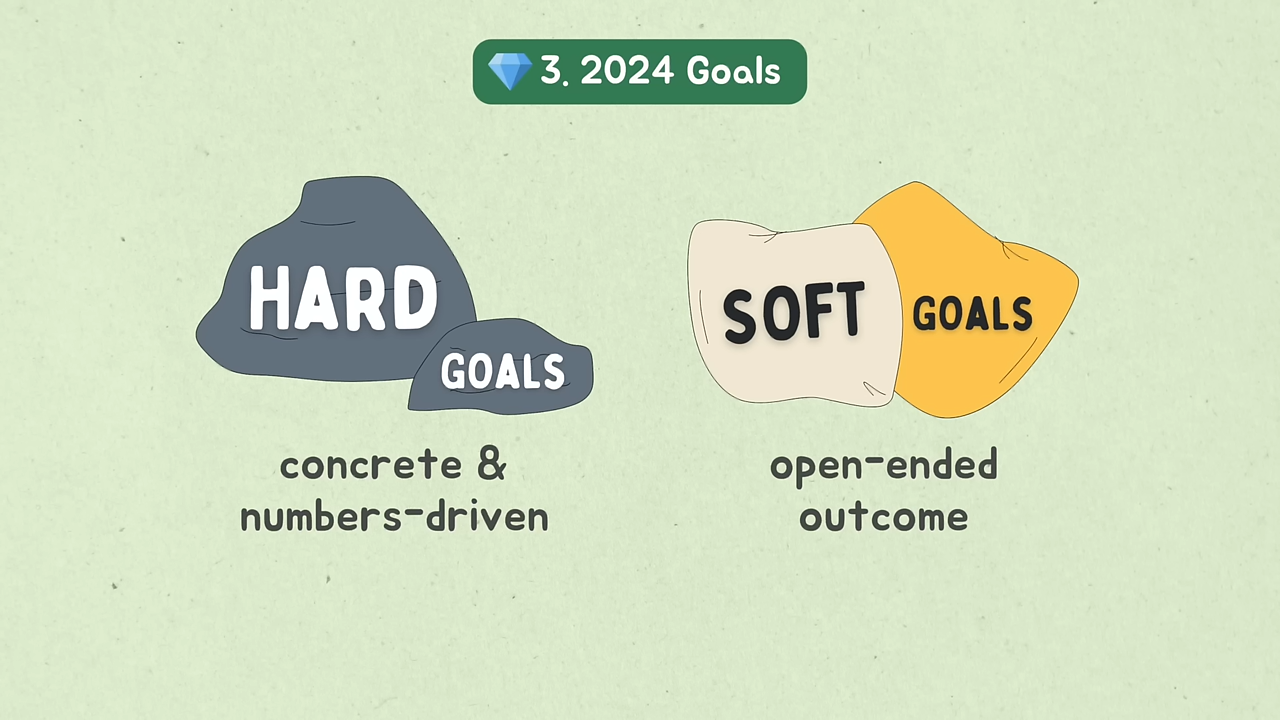 💎 3. 2024 Goals
HARD
GOALS
SOFT
GOALS
concrete &
numbers-driven
open-ended
outcome